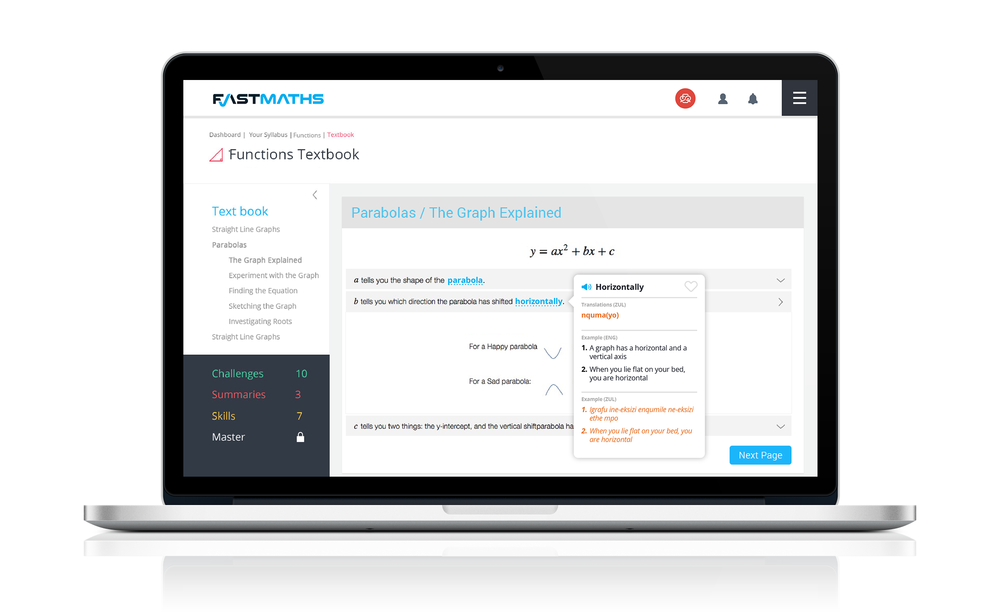 FASTMATHS
Dashboard | Your Syllabus | Functions | Textbook
Functions Textbook
Text book
Straight Line Graphs
Parabolas
The Graph Explained
Experiment with the Graph
Finding the Equation
Sketching the Graph
Investigating Roots
Straight Line Graphs
Challenges 10
Summaries 3
Skills 7
Master
Parabolas / The Graph Explained
y = ax² + bx + c
a tells you the shape of the parabola.
b tells you which direction the parabola has shifted horizontally.
For a Happy parabola
For a Sad parabola:
c tells you two things: the y-intercept, and the vertical shiftparabola ha
Horizontally
Translations (ZUL)
nquma(yo)
Example (ENG)
1. A graph has a horizontal and a
vertical axis
2. When you lie flat on your bed,
you are horizontal
Example (ZUL)
1. Igrafu ine-eksizi enqumile ne-eksizi
ethe mpo
2. When you lie flat on your bed, you
are horizontal
Next Page